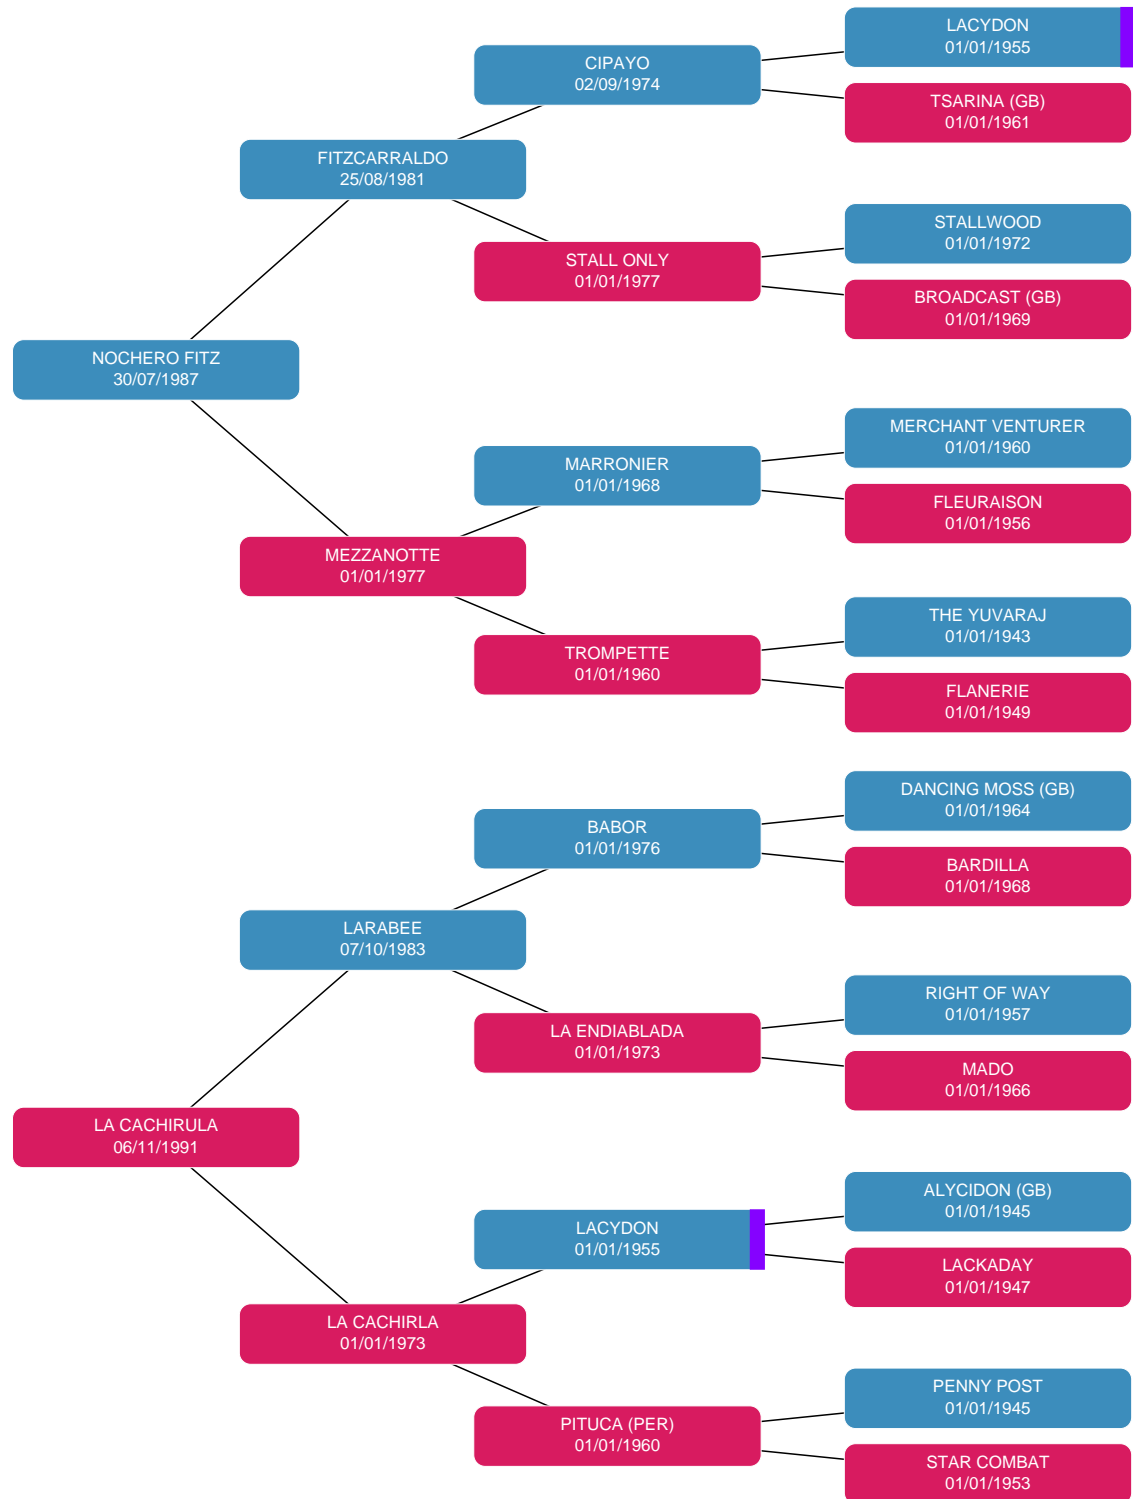 LACYDON
01/01/1955
CIPAYO
02/09/1974
TSARINA (GB)
01/01/1961
FITZCARRALDO
25/08/1981
STALLWOOD
01/01/1972
STALL ONLY
01/01/1977
BROADCAST (GB)
01/01/1969
NOCHERO FITZ
30/07/1987
MERCHANT VENTURER
01/01/1960
MARRONIER
01/01/1968
FLEURAISON
01/01/1956
MEZZANOTTE
01/01/1977
THE YUVARAJ
01/01/1943
TROMPETTE
01/01/1960
FLANERIE
01/01/1949
DANCING MOSS (GB)
01/01/1964
BABOR
01/01/1976
BARDILLA
01/01/1968
LARABEE
07/10/1983
RIGHT OF WAY
01/01/1957
LA ENDIABLADA
01/01/1973
MADO
01/01/1966
LA CACHIRULA
06/11/1991
ALYCIDON (GB)
01/01/1945
LACYDON
01/01/1955
LACKADAY
01/01/1947
LA CACHIRLA
01/01/1973
PENNY POST
01/01/1945
PITUCA (PER)
01/01/1960
STAR COMBAT
01/01/1953